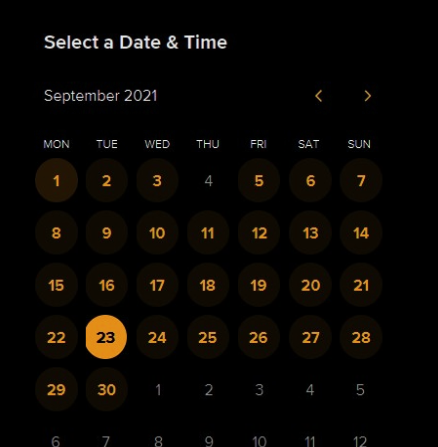 Select a Date & Time
September 2021
MON TUE WED THU FRI SAT SUN
1 2 3 4 5 6 7
8 9 10 11 12 13 14
15 16 17 18 19 20 21
22 23 24 25 26 27 28
29 30 1 2 3 4 5
6 7 8 9 10 11 12